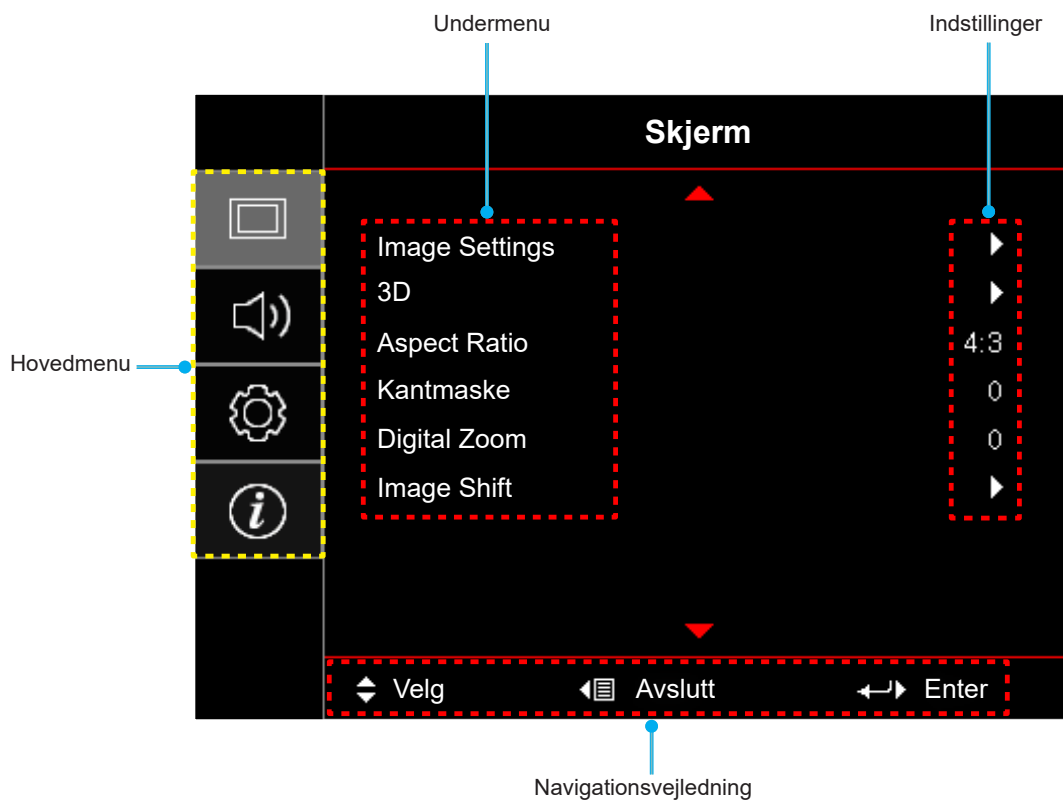 Undermenu
Indstillinger
Skjerm
Image Settings
3D
Aspect Ratio 4:3
Hovedmenu
Kantmaske 0
Digital Zoom 0
Image Shift
Velg Avslutt Enter
Navigationsvejledning